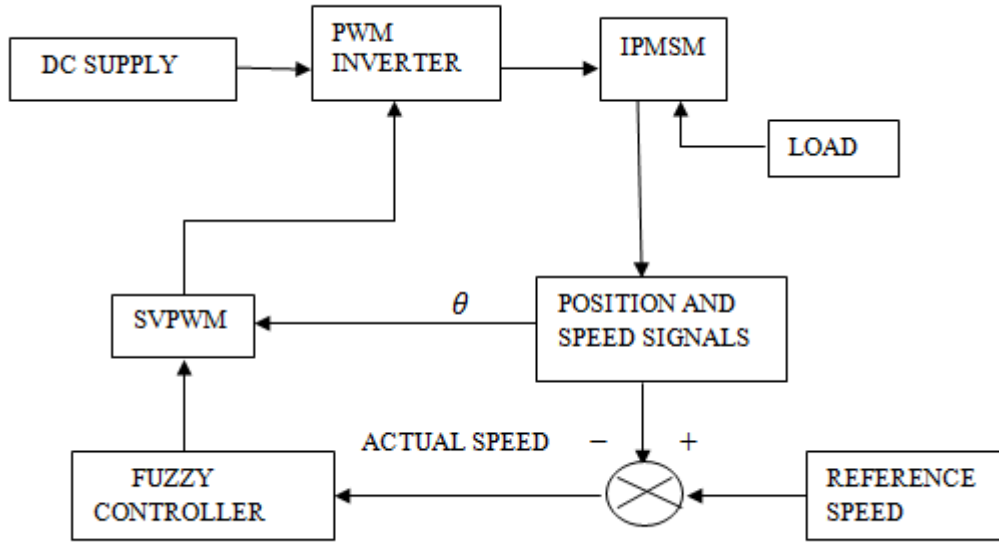 DC SUPPLY
PWM
INVERTER
IPMSM
LOAD
SVPWM
θ
POSITION AND
SPEED SIGNALS
ACTUAL SPEED
− +
FUZZY
CONTROLLER
REFERENCE
SPEED